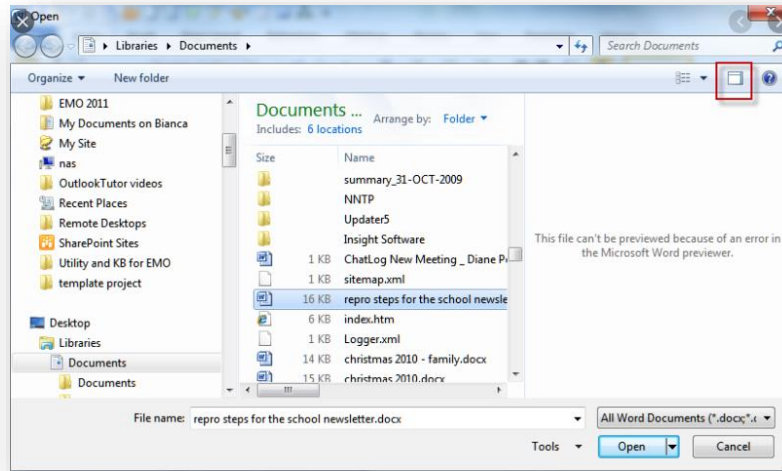 Open
Libraries Documents
Search Documents
Organize New folder
EMO 2011
My Documents on Bianca
My Site
nas
OutlookTutor videos
Recent Places
Remote Desktops
SharePoint Sites
Utility and KB for EMO
template project
Desktop
Libraries
Documents
Documents
Documents ...
Includes: 6 locations
Arrange by: Folder
Size Name
summary_31-OCT-2009
NNTP
Updater5
Insight Software
1 KB ChatLog New Meeting _ Diane P
1 KB sitemap.xml
16 KB repro steps for the school newsle
6 KB index.htm
1 KB Logger.xml
14 KB christmas 2010 - family.docx
15 KB christmas 2010.docx
This file can't be previewed because of an error in
the Microsoft Word previewer.
File name: repro steps for the school newsletter.docx
All Word Documents (*.docx;*.
Tools Open Cancel